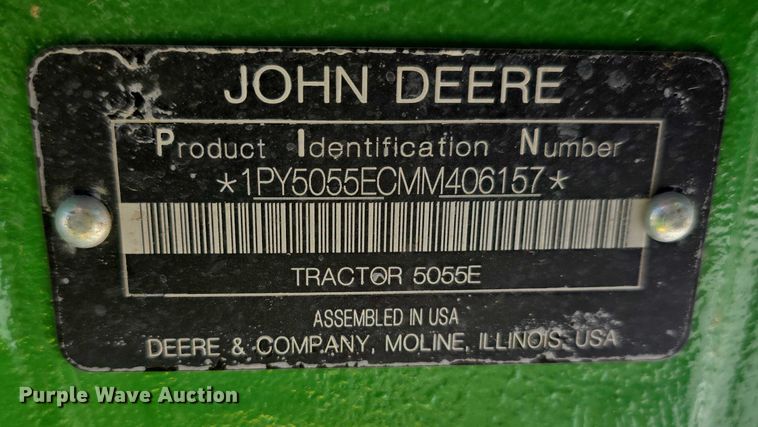 JOHN DEERE
Product Identification Number
*1PY5055ECMM406157*
TRACTOR 5055E
ASSEMBLED IN USA
DEERE & COMPANY, MOLINE, ILLINOIS, USA
Purple Wave Auction